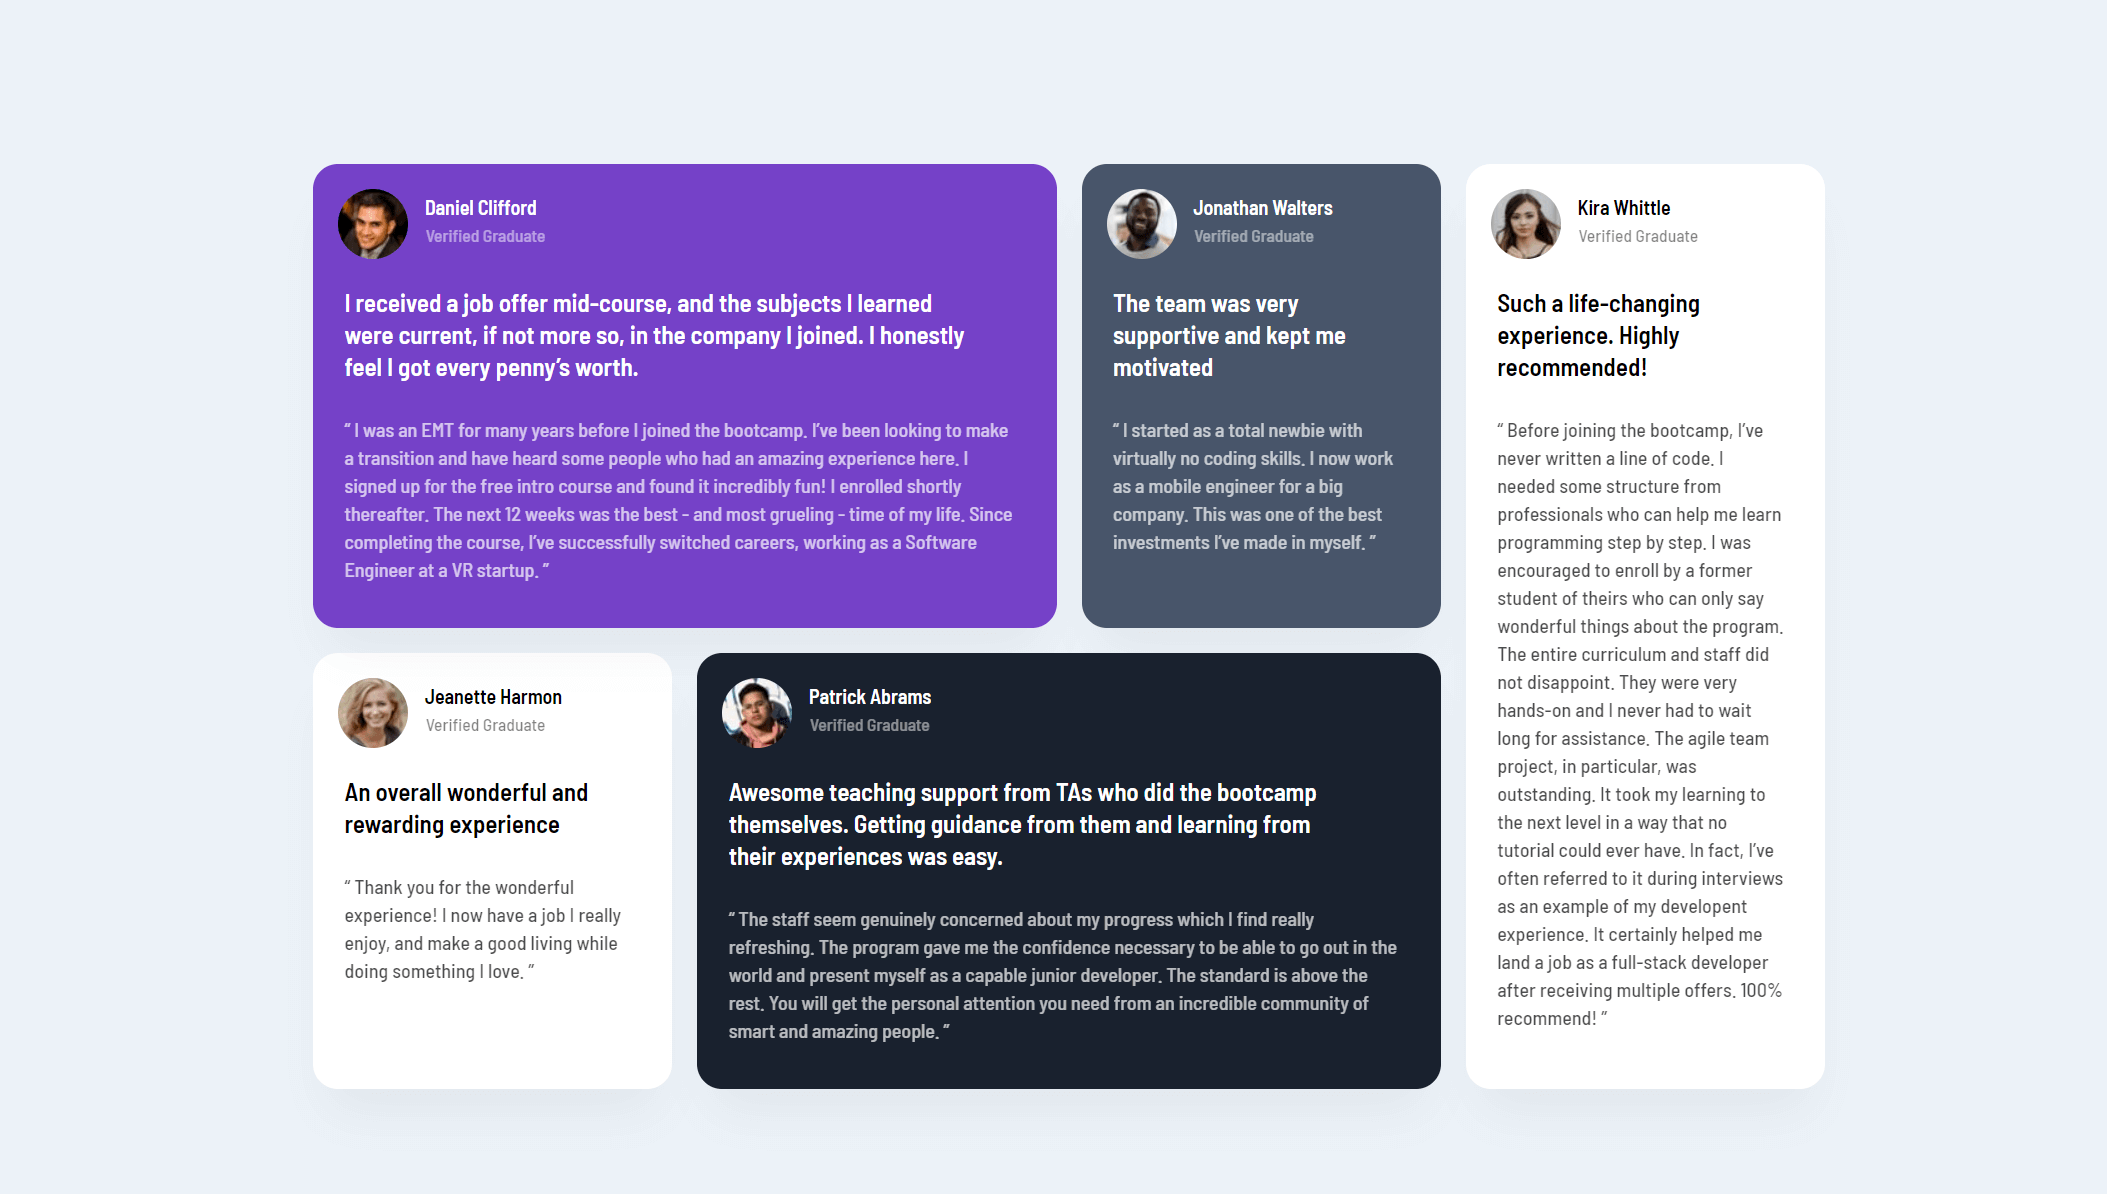 Daniel Clifford
Verified Graduate
I received a job offer mid-course, and the subjects I learned
were current, if not more so, in the company I joined. I honestly
feel I got every penny’s worth.
“ I was an EMT for many years before I joined the bootcamp. I’ve been looking to make
a transition and have heard some people who had an amazing experience here. I
signed up for the free intro course and found it incredibly fun! I enrolled shortly
thereafter. The next 12 weeks was the best - and most grueling - time of my life. Since
completing the course, I’ve successfully switched careers, working as a Software
Engineer at a VR startup. ”
Jonathan Walters
Verified Graduate
The team was very
supportive and kept me
motivated
“ I started as a total newbie with
virtually no coding skills. I now work
as a mobile engineer for a big
company. This was one of the best
investments I’ve made in myself. ”
Kira Whittle
Verified Graduate
Such a life-changing
experience. Highly
recommended!
“ Before joining the bootcamp, I’ve
never written a line of code. I
needed some structure from
professionals who can help me learn
programming step by step. I was
encouraged to enroll by a former
student of theirs who can only say
wonderful things about the program.
The entire curriculum and staff did
not disappoint. They were very
hands-on and I never had to wait
long for assistance. The agile team
project, in particular, was
outstanding. It took my learning to
the next level in a way that no
tutorial could ever have. In fact, I’ve
often referred to it during interviews
as an example of my developent
experience. It certainly helped me
land a job as a full-stack developer
after receiving multiple offers. 100%
recommend! ”
Jeanette Harmon
Verified Graduate
An overall wonderful and
rewarding experience
“ Thank you for the wonderful
experience! I now have a job I really
enjoy, and make a good living while
doing something I love. ”
Patrick Abrams
Verified Graduate
Awesome teaching support from TAs who did the bootcamp
themselves. Getting guidance from them and learning from
their experiences was easy.
“ The staff seem genuinely concerned about my progress which I find really
refreshing. The program gave me the confidence necessary to be able to go out in the
world and present myself as a capable junior developer. The standard is above the
rest. You will get the personal attention you need from an incredible community of
smart and amazing people. ”